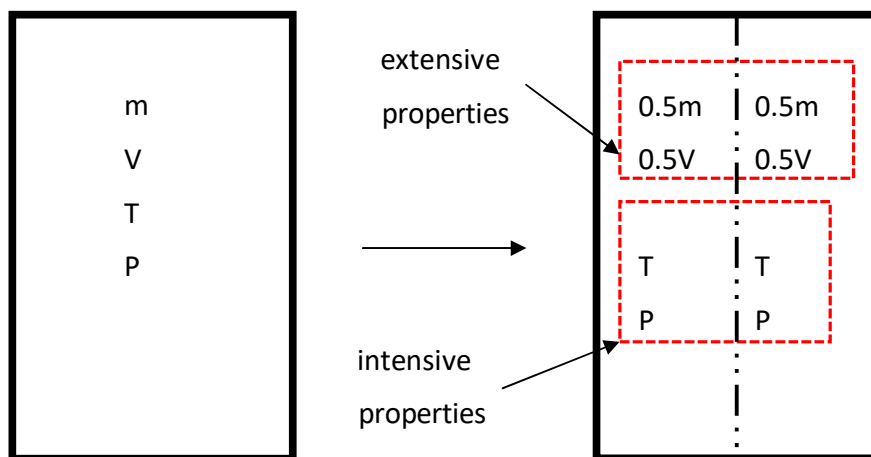 m
V
T
P
extensive
properties
0.5m 0.5m
0.5V 0.5V
T T
P P
intensive
properties